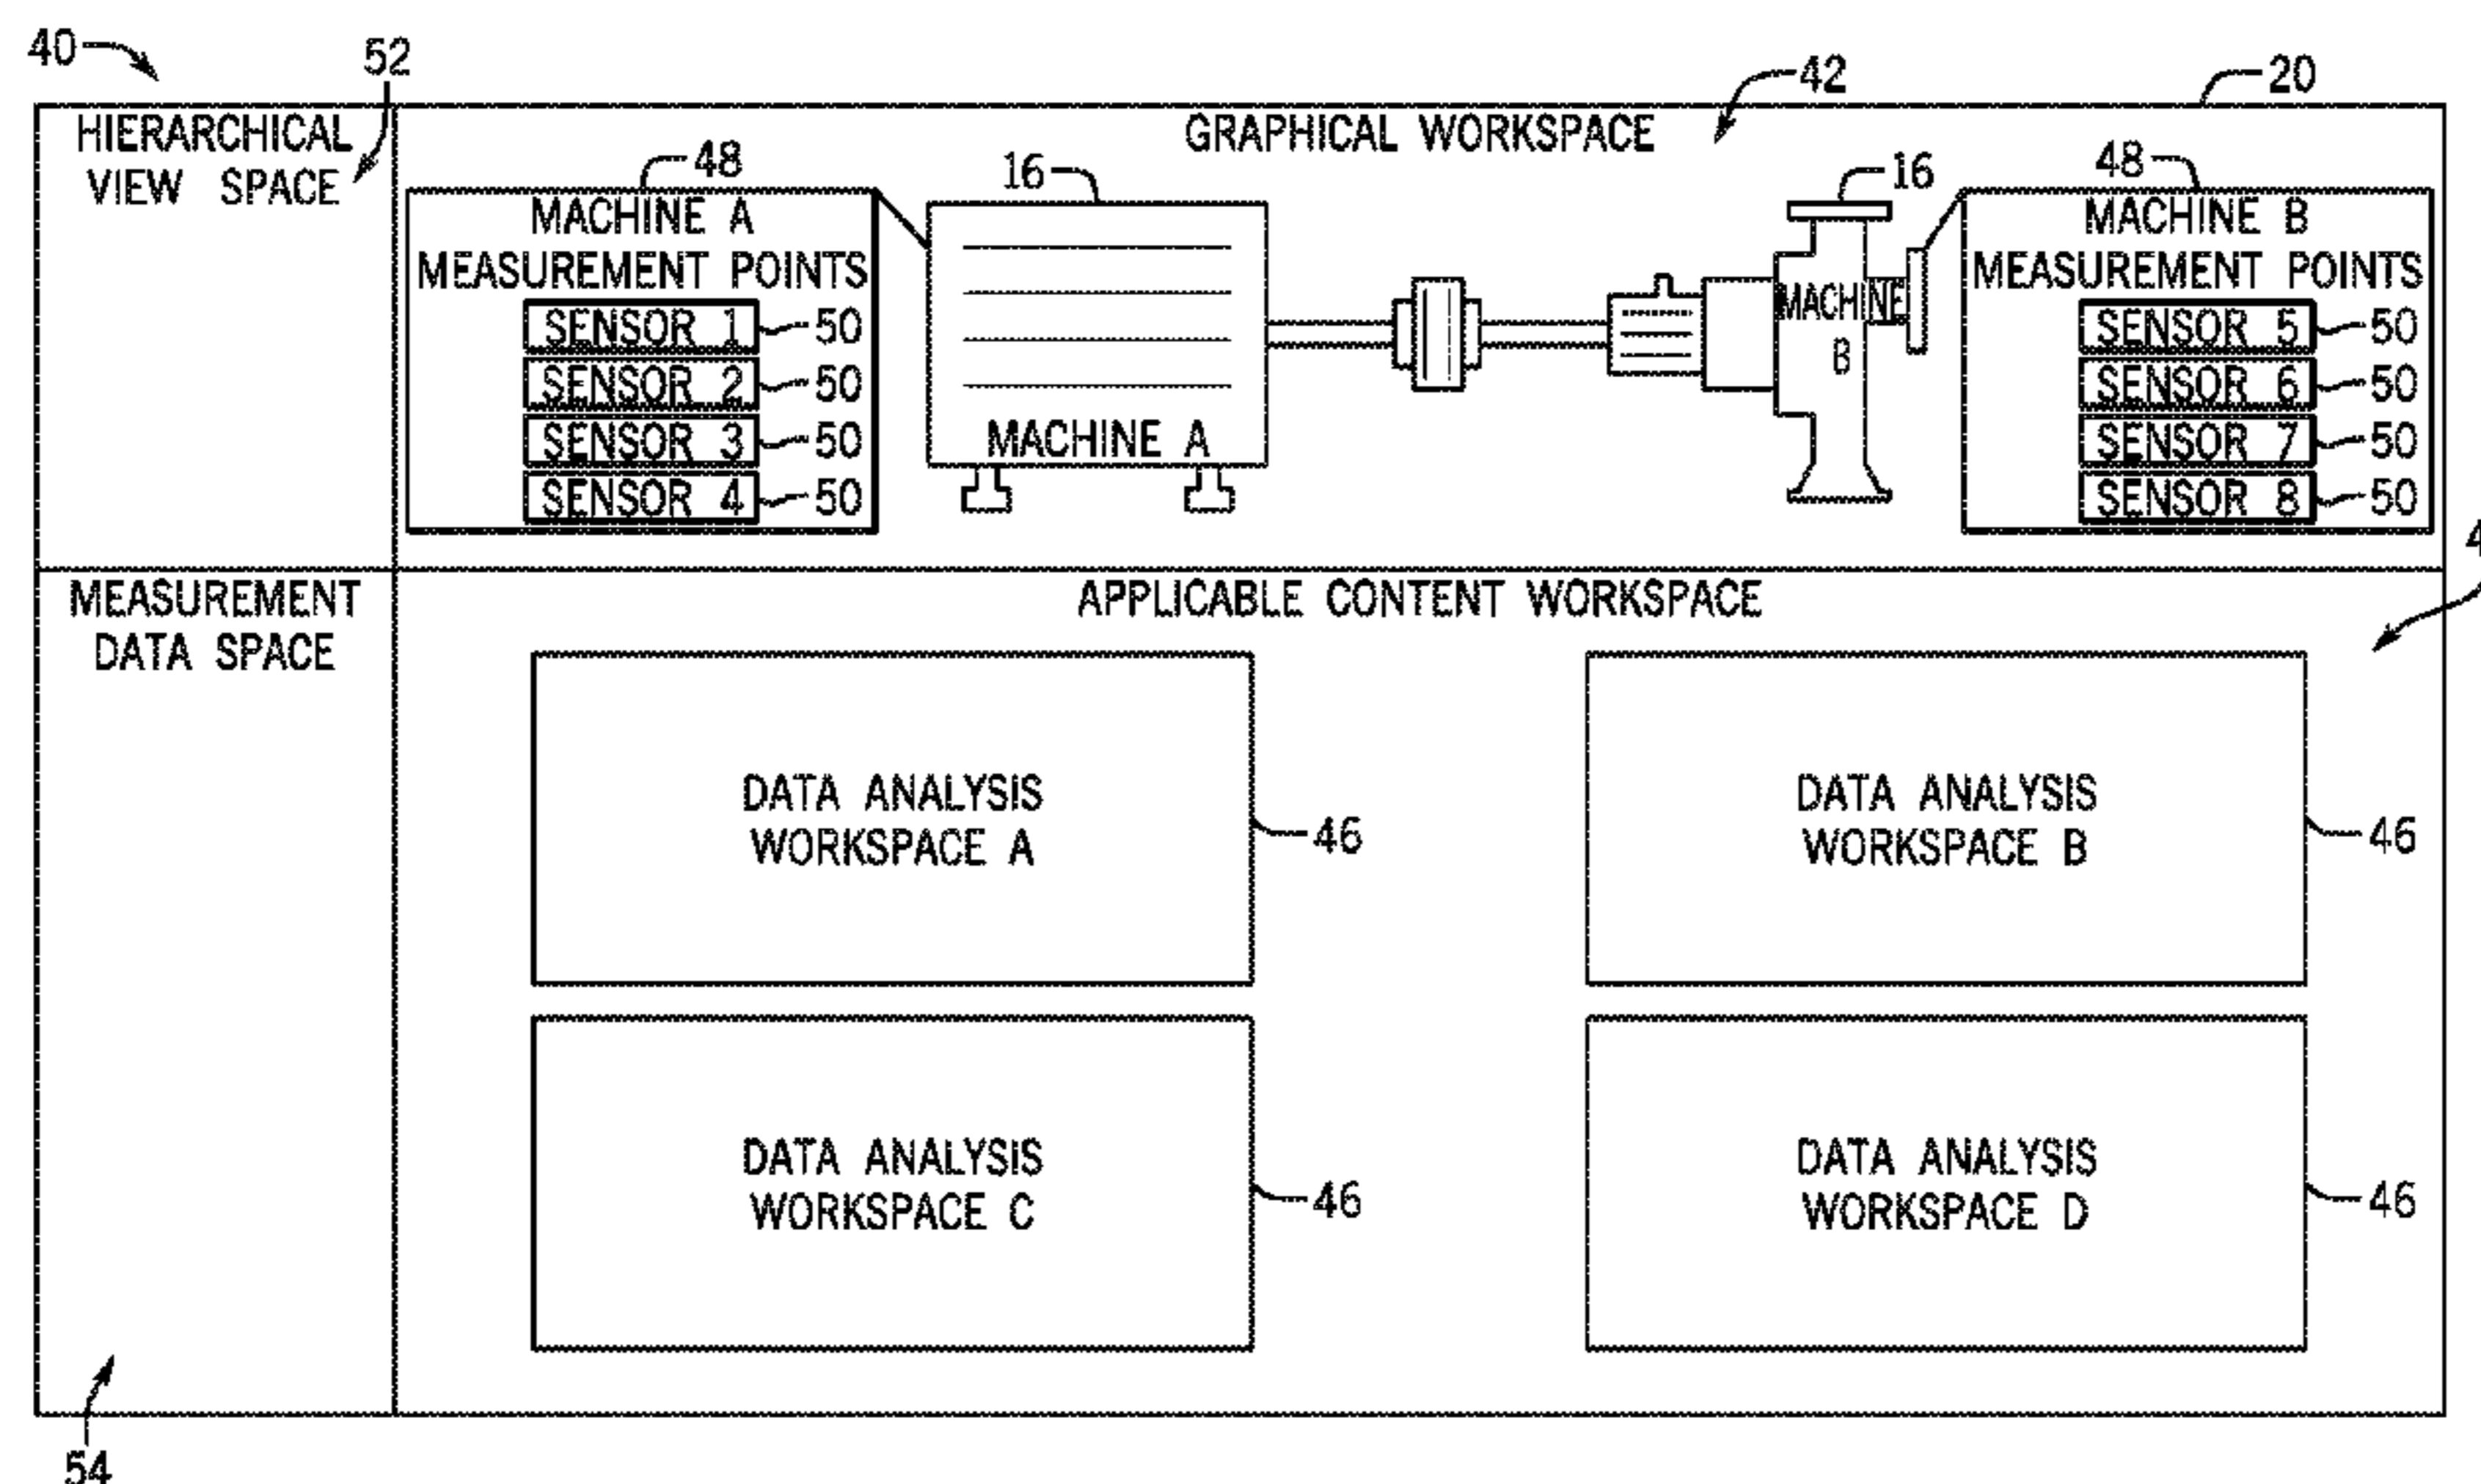 40
52
42
20
HIERARCHICAL
VIEW SPACE
GRAPHICAL WORKSPACE
48
16
16
48
MACHINE A
MEASUREMENT POINTS
SENSOR 1
50
SENSOR 2
50
SENSOR 3
50
SENSOR 4
50
MACHINE A
MACHINE
B
MACHINE B
MEASUREMENT POINTS
SENSOR 5
50
SENSOR 6
50
SENSOR 7
50
SENSOR 8
50
MEASUREMENT
DATA SPACE
APPLICABLE CONTENT WORKSPACE
DATA ANALYSIS
WORKSPACE A
46
DATA ANALYSIS
WORKSPACE B
46
DATA ANALYSIS
WORKSPACE C
46
DATA ANALYSIS
WORKSPACE D
46
54